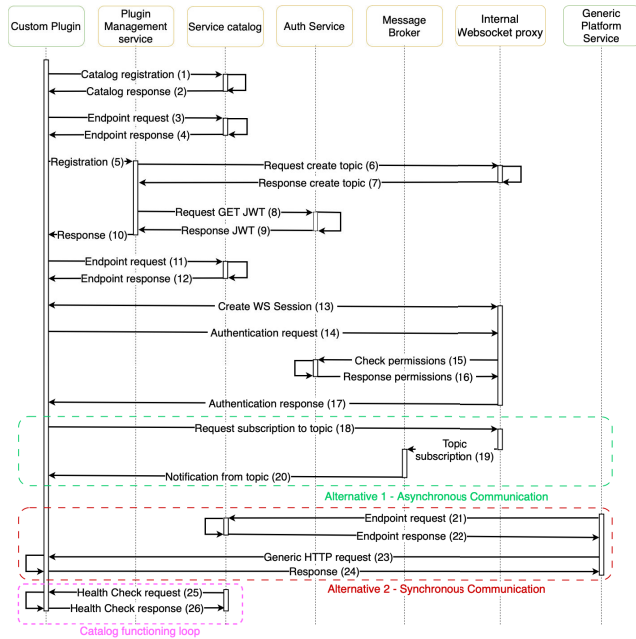 Custom Plugin
Plugin
Management
service
Service catalog
Auth Service
Message
Broker
Internal
Websocket proxy
Generic
Platform
Service
Catalog registration (1)
Catalog response (2)
Endpoint request (3)
Endpoint response (4)
Registration (5)
Request create topic (6)
Response create topic (7)
Request GET JWT (8)
Response JWT (9)
Response (10)
Endpoint request (11)
Endpoint response (12)
Create WS Session (13)
Authentication request (14)
Check permissions (15)
Response permissions (16)
Authentication response (17)
Request subscription to topic (18)
Topic
subscription (19)
Notification from topic (20)
Alternative 1 - Asynchronous Communication
Endpoint request (21)
Endpoint response (22)
Generic HTTP request (23)
Response (24)
Alternative 2 - Synchronous Communication
Health Check request (25)
Health Check response (26)
Catalog functioning loop